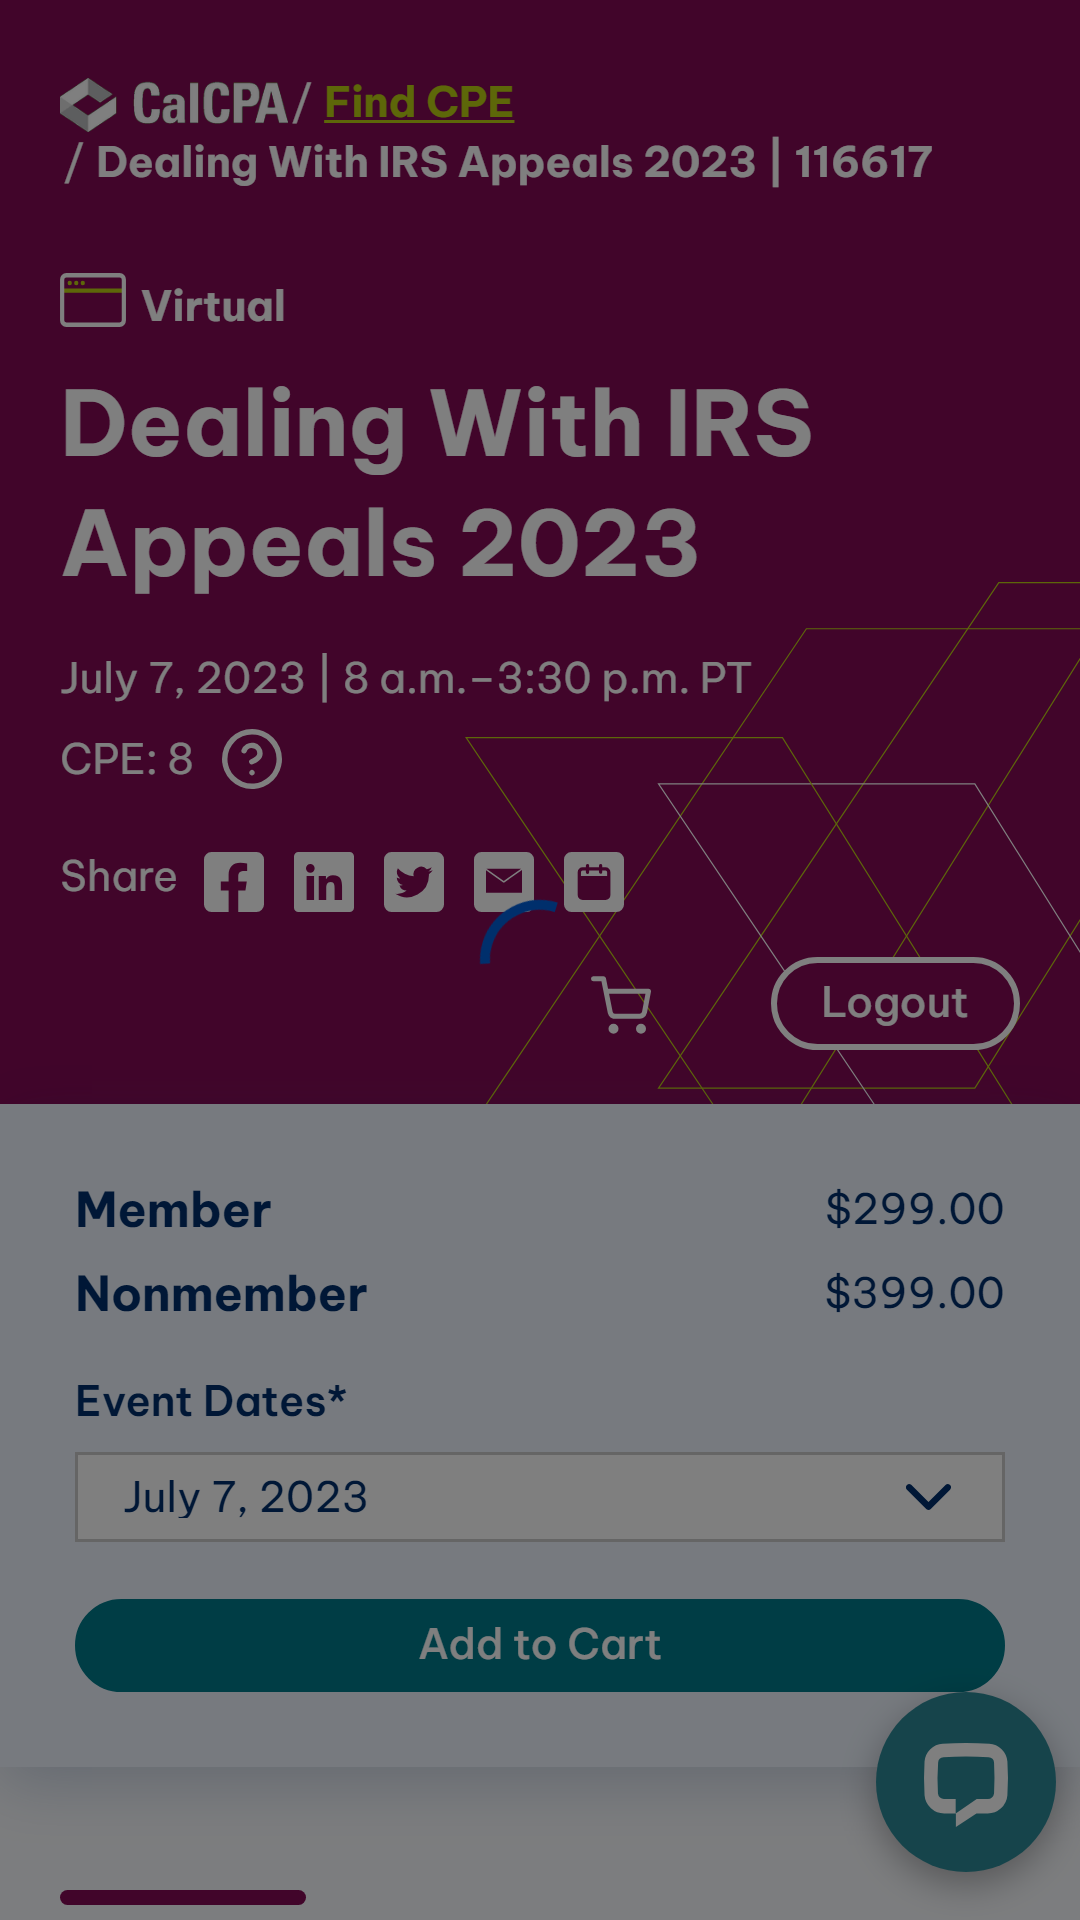 CalCPA / Find CPE
/ Dealing With IRS Appeals 2023 | 116617
Virtual
Dealing With IRS
Appeals 2023
July 7, 2023 | 8 a.m.–3:30 p.m. PT
CPE: 8 ?
Share
Logout
Member $299.00
Nonmember $399.00
Event Dates*
July 7, 2023
Add to Cart